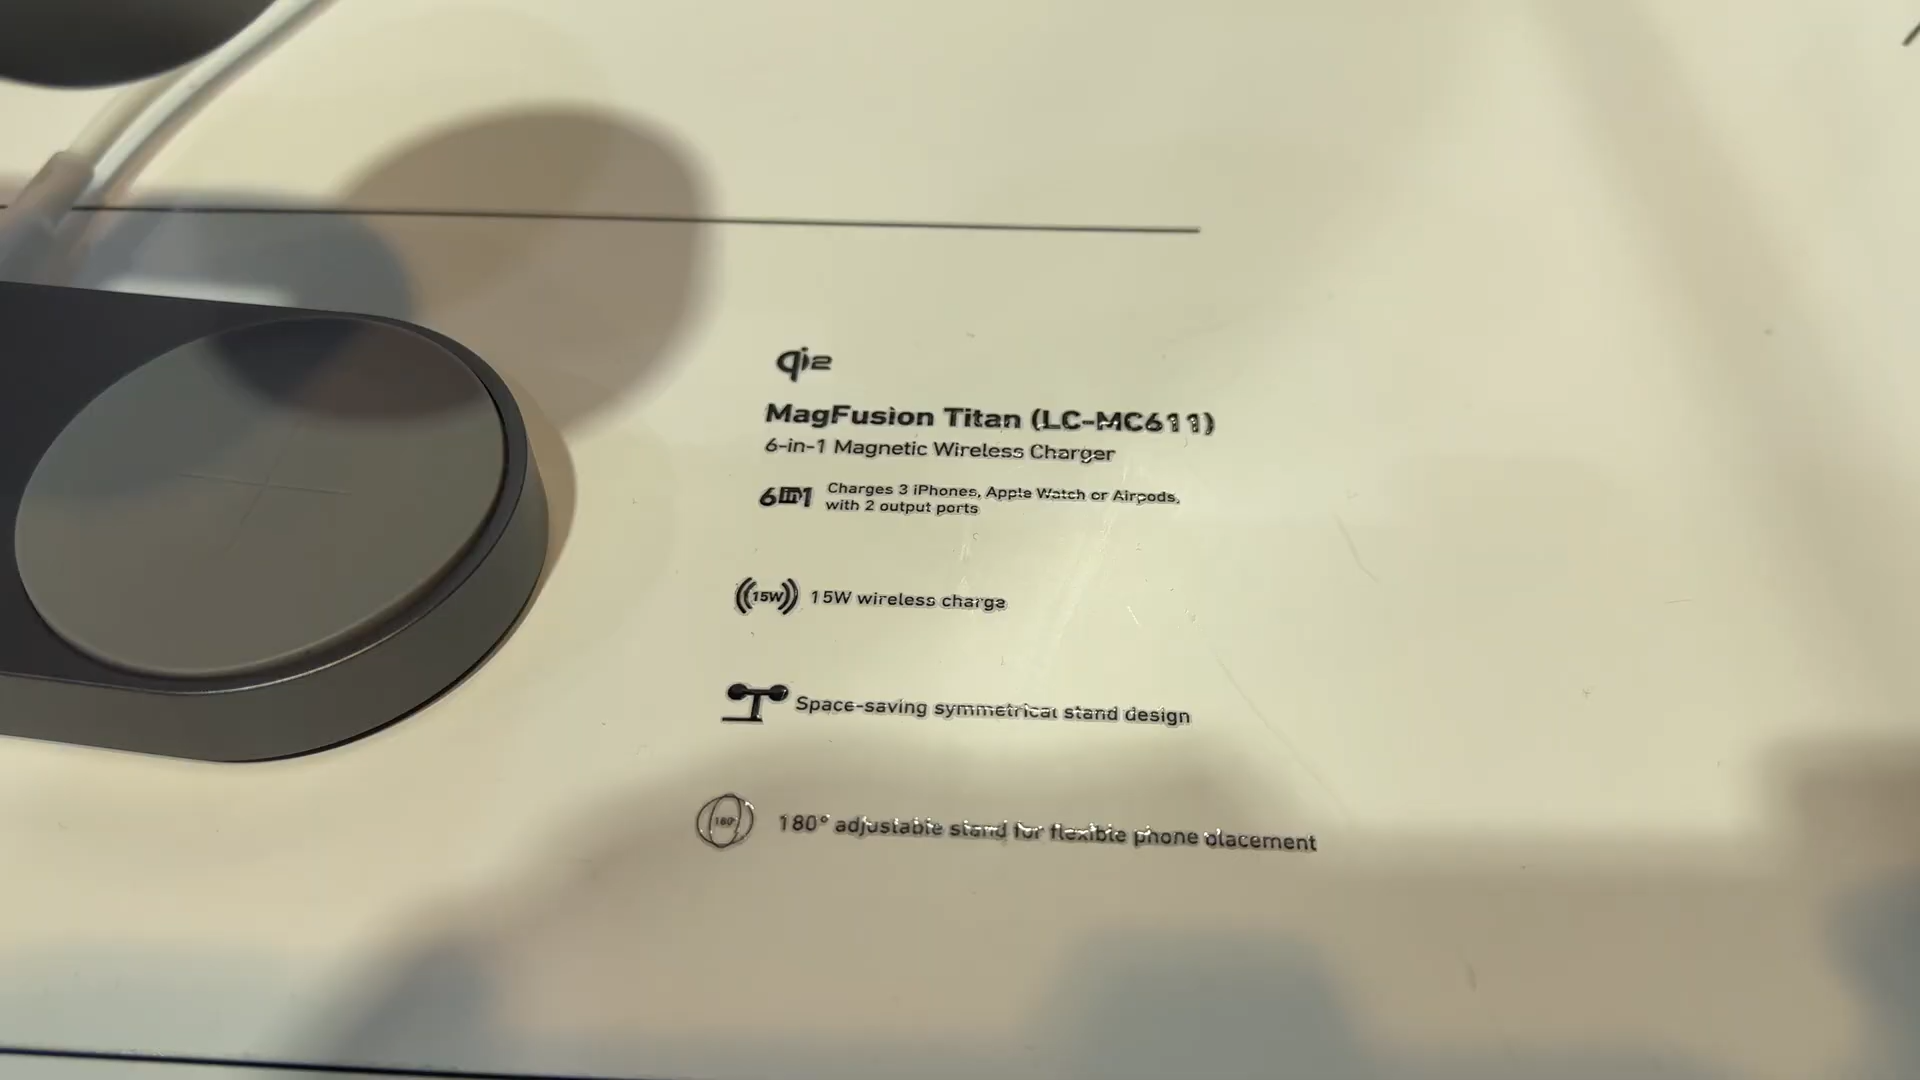 qi2
MagFusion Titan (LC-MC611)
6-in-1 Magnetic Wireless Charger
6in1
Charges 3 iPhones, Apple Watch or Airpods,
with 2 output ports
15W
15W wireless charge
Space-saving symmetrical stand design
180°
180° adjustable stand for flexible phone placement